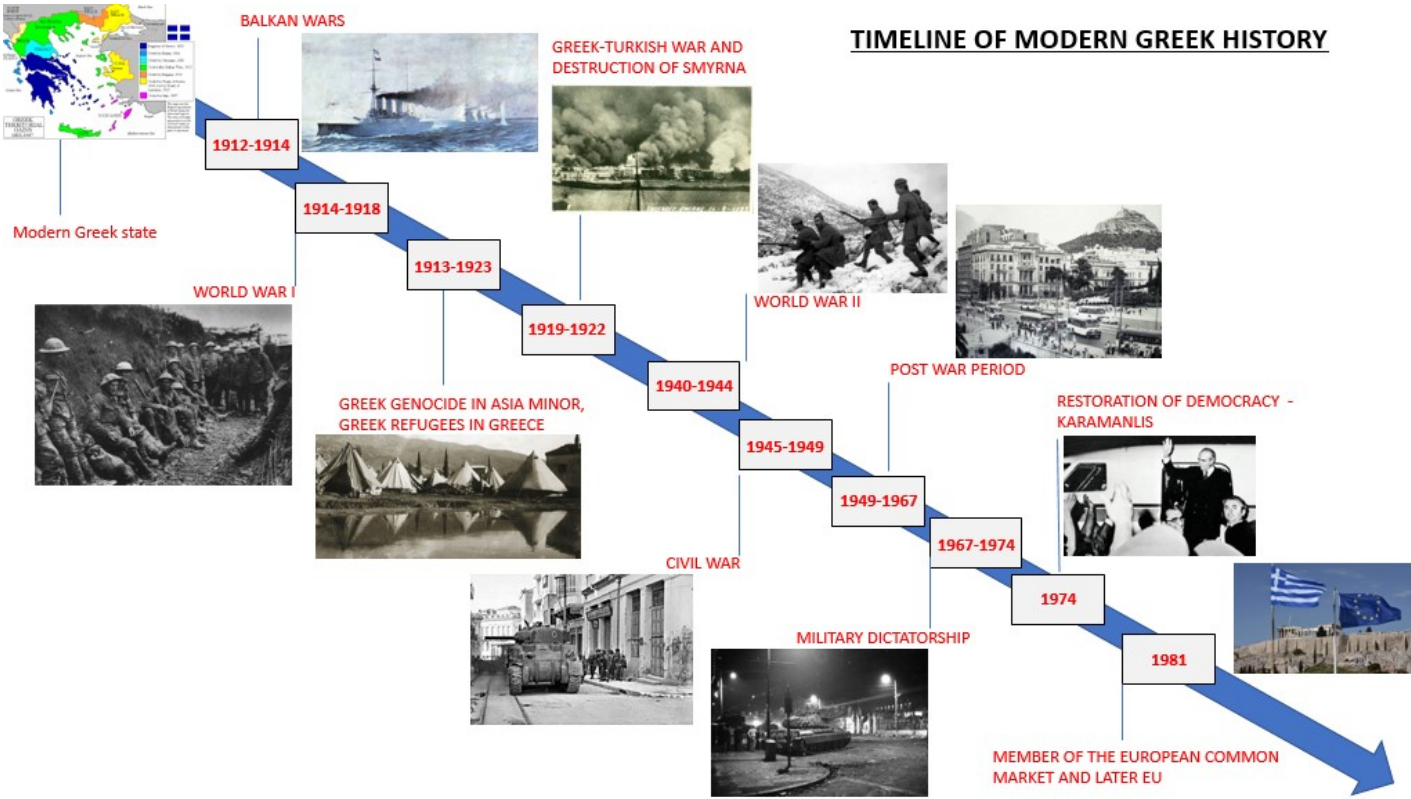 TIMELINE OF MODERN GREEK HISTORY
GREEK
TERRITORIAL
GAINS
Modern Greek state
BALKAN WARS
1912-1914
1914-1918
WORLD WAR I
1913-1923
GREEK GENOCIDE IN ASIA MINOR,
GREEK REFUGEES IN GREECE
GREEK-TURKISH WAR AND
DESTRUCTION OF SMYRNA
1919-1922
WORLD WAR II
1940-1944
1945-1949
CIVIL WAR
POST WAR PERIOD
1949-1967
1967-1974
MILITARY DICTATORSHIP
RESTORATION OF DEMOCRACY -
KARAMANLIS
1974
1981
MEMBER OF THE EUROPEAN COMMON
MARKET AND LATER EU